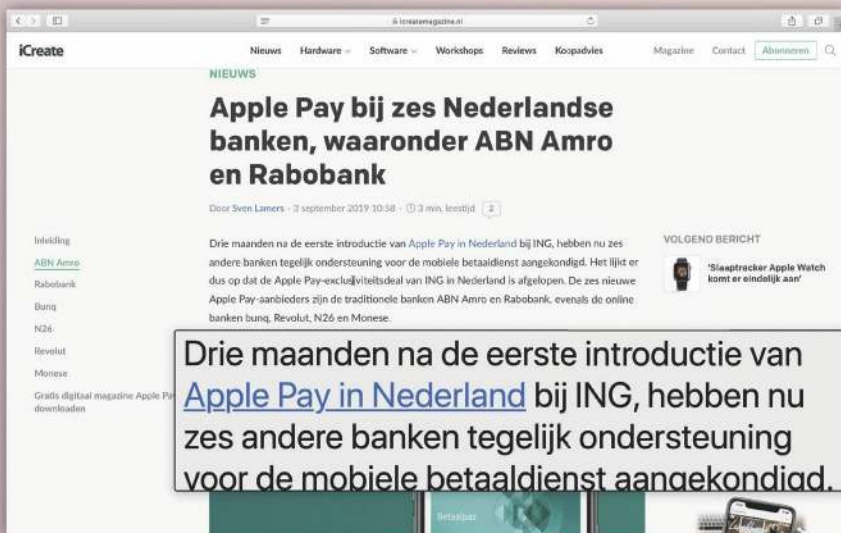 icreatemagazine.nl
iCreate
Nieuws Hardware Software Workshops Reviews Koopadvies Magazine Contact Abonneren
NIEUWS
Apple Pay bij zes Nederlandse
banken, waaronder ABN Amro
en Rabobank
Door Sven Lamers - 3 september 2019 10:58 - 3 min. leestijd 2
Inleiding
ABN Amro
Rabobank
Bunq
N26
Revolut
Monese
Gratis digitaal magazine Apple Pay
downloaden
Drie maanden na de eerste introductie van Apple Pay in Nederland bij ING, hebben nu zes
andere banken tegelijk ondersteuning voor de mobiele betaaldienst aangekondigd. Het lijkt er
dus op dat de Apple Pay-exclusiviteitsdeal van ING in Nederland is afgelopen. De zes nieuwe
Apple Pay-aanbieders zijn de traditionele banken ABN Amro en Rabobank, evenals de online
banken bunq, Revolut, N26 en Monese.
VOLGEND BERICHT
'Slaaptracker Apple Watch
komt er eindelijk aan'
Drie maanden na de eerste introductie van
Apple Pay in Nederland bij ING, hebben nu
zes andere banken tegelijk ondersteuning
voor de mobiele betaaldienst aangekondigd.
Betaalpas